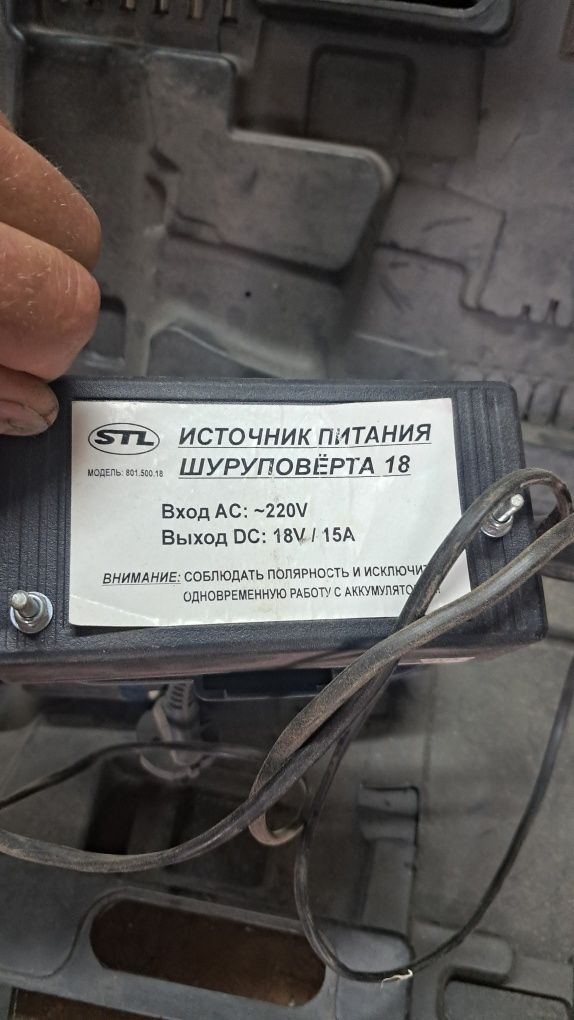 STL
ИСТОЧНИК ПИТАНИЯ
ШУРУПОВЁРТА 18
МОДЕЛЬ: 801.500.18
Вход AC: ~220V
Выход DC: 18V / 15A
ВНИМАНИЕ: СОБЛЮДАТЬ ПОЛЯРНОСТЬ И
ОДНОВРЕМЕННУЮ РАБОТУ С